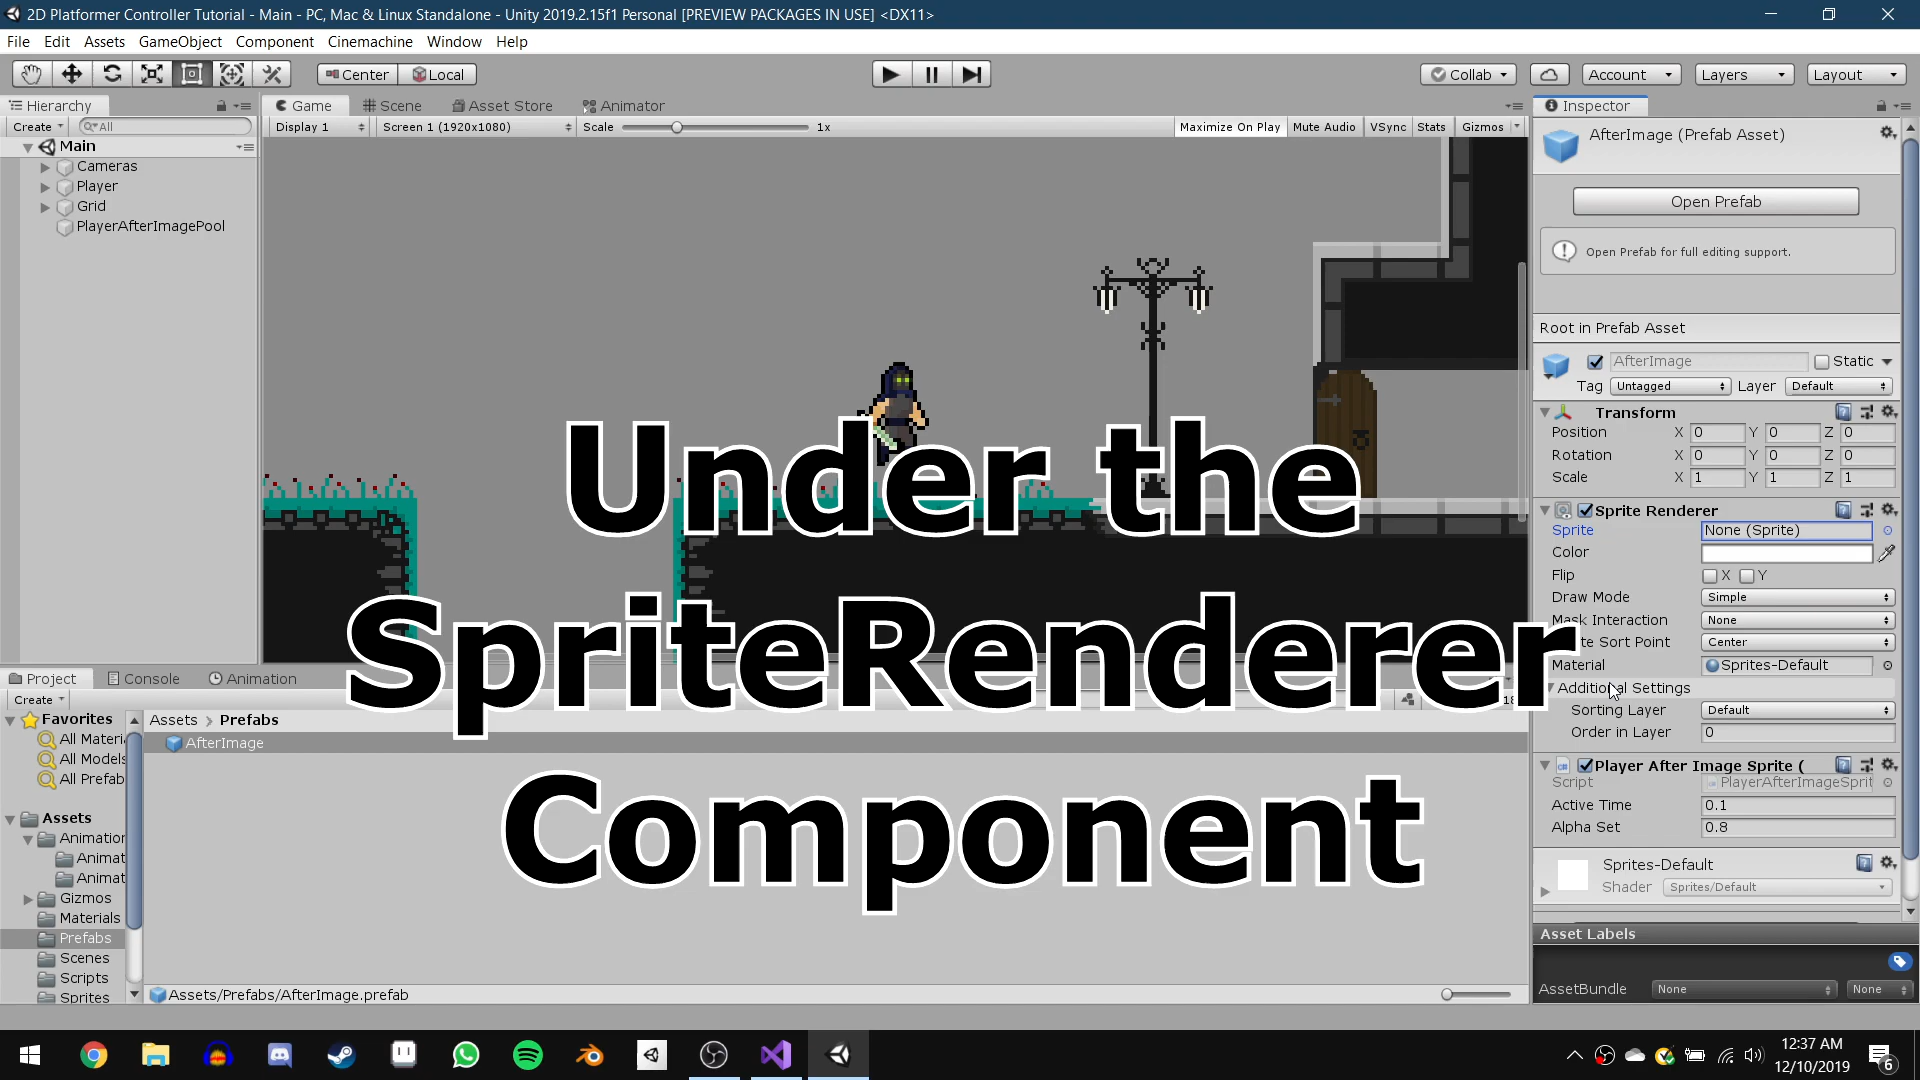 2D Platformer Controller Tutorial - Main - PC, Mac & Linux Standalone - Unity 2019.2.15f1 Personal [PREVIEW PACKAGES IN USE] <DX11>
File Edit Assets GameObject Component Cinemachine Window Help
Center Local Collab Account Layers Layout
Hierarchy
Create All
Main
Cameras
Player
Grid
PlayerAfterImagePool
Game Scene Asset Store Animator
Display 1 Screen 1 (1920x1080) Scale 1x Maximize On Play Mute Audio VSync Stats Gizmos
Under the
SpriteRenderer
Component
Inspector
AfterImage (Prefab Asset)
Open Prefab
Open Prefab for full editing support.
Root in Prefab Asset
AfterImage Static
Tag Untagged Layer Default
Transform
Position X 0 Y 0 Z 0
Rotation X 0 Y 0 Z 0
Scale X 1 Y 1 Z 1
Sprite Renderer
Sprite None (Sprite)
Color
Flip X Y
Draw Mode Simple
Mask Interaction None
Sort Point Center
Material Sprites-Default
Additional Settings
Sorting Layer Default
Order in Layer 0
Player After Image Sprite (
Script PlayerAfterImageSprit
Active Time 0.1
Alpha Set 0.8
Sprites-Default
Shader Sprites/Default
Asset Labels
AssetBundle None None
Project Console Animation
Create
Favorites
All Materi
All Models
All Prefab
Assets
Animation
Animat
Animat
Gizmos
Materials
Prefabs
Scenes
Scripts
Sprites
Assets > Prefabs
AfterImage
Assets/Prefabs/AfterImage.prefab
12:37 AM
12/10/2019
6